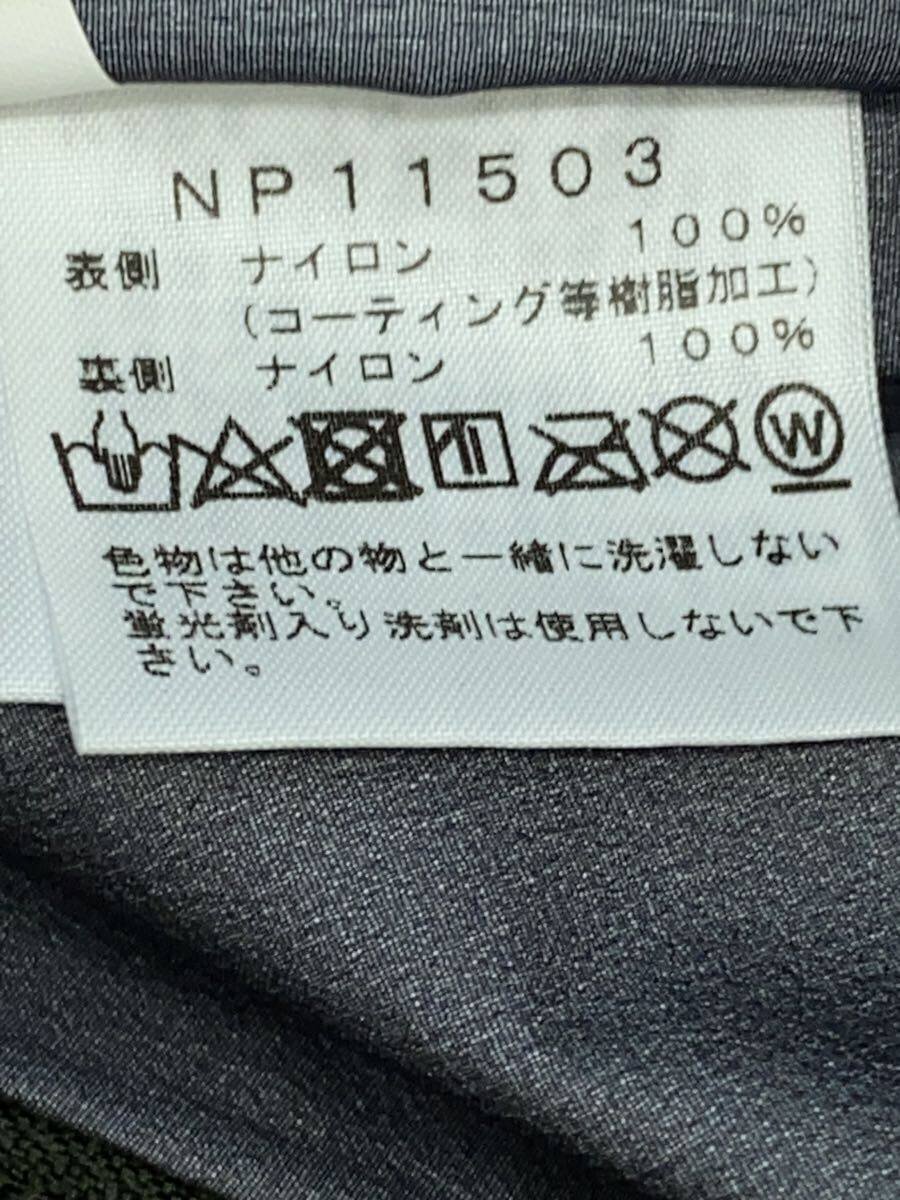 NP11503
表側 ナイロン 100%
(コーティング等樹脂加工)
裏側 ナイロン 100%
W
色物は他の物と一緒に洗濯しない
で下さい。
蛍光剤入り洗剤は使用しないで下
さい。